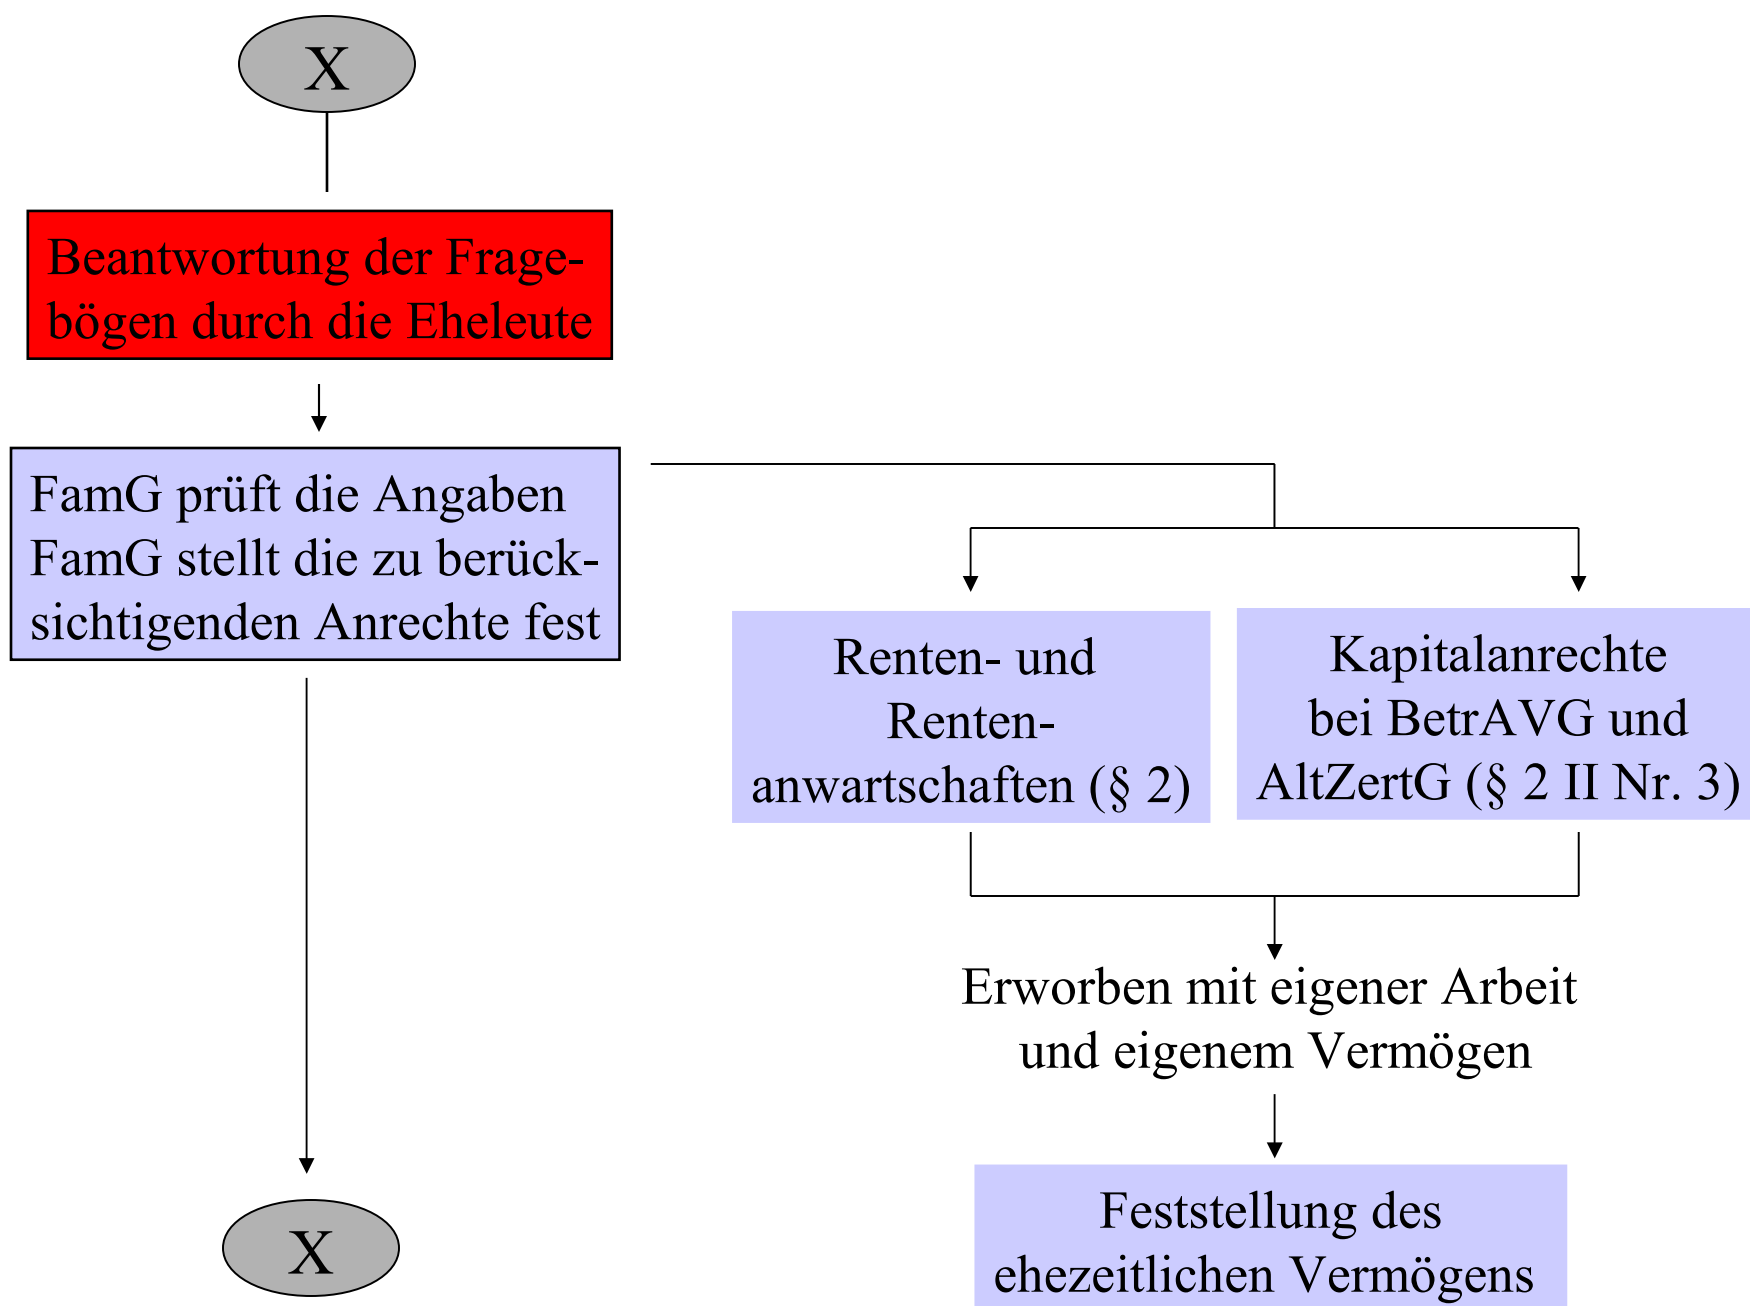 X
Beantwortung der Frage-
bögen durch die Eheleute
FamG prüft die Angaben
FamG stellt die zu berück-
sichtigenden Anrechte fest
Renten- und
Renten-
anwartschaften (§ 2)
Kapitalanrechte
bei BetrAVG und
AltZertG (§ 2 II Nr. 3)
Erworben mit eigener Arbeit
und eigenem Vermögen
Feststellung des
ehezeitlichen Vermögens
X